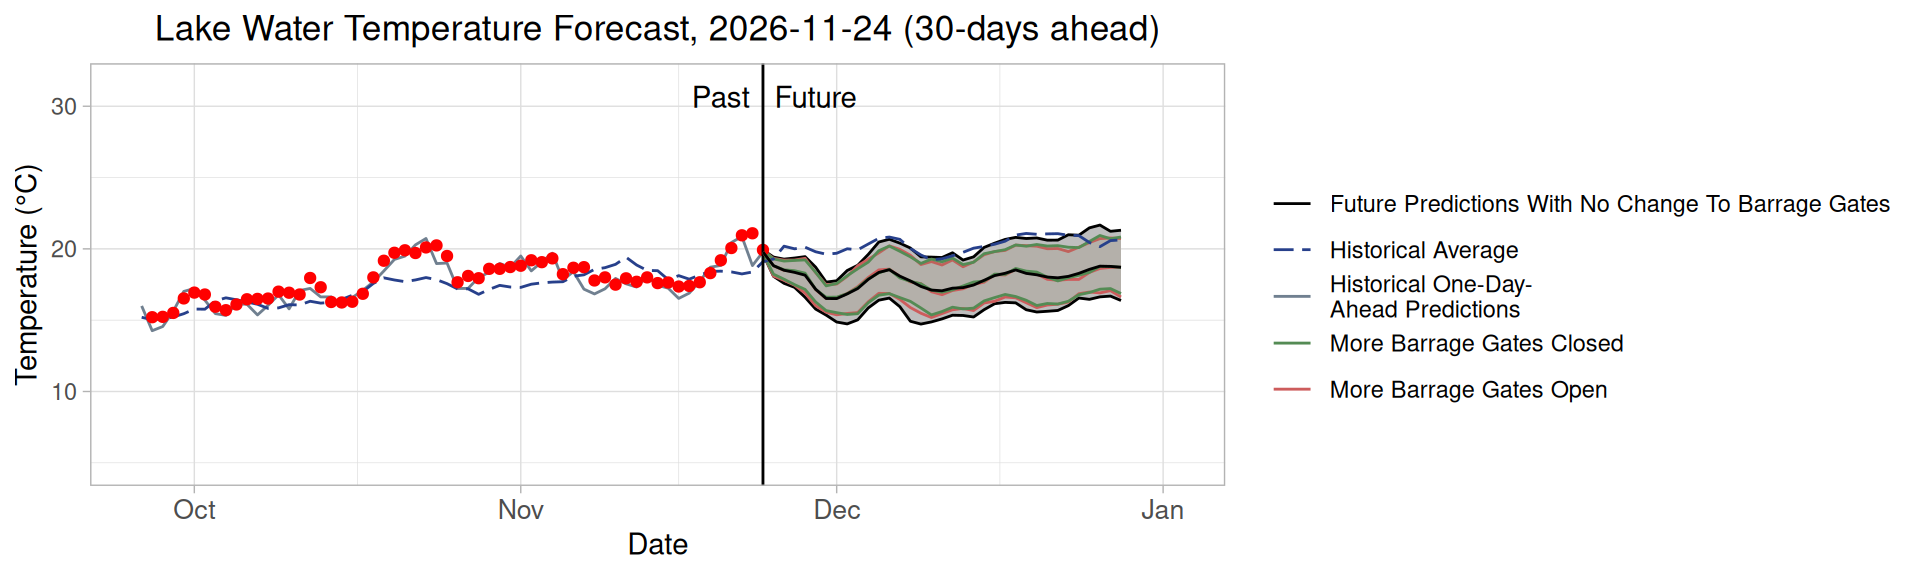 Lake Water Temperature Forecast, 2026-11-24 (30-days ahead)
Past
Future
30
20
10
Temperature (°C)
Oct
Nov
Dec
Jan
Date
Future Predictions With No Change To Barrage Gates
Historical Average
Historical One-Day-
Ahead Predictions
More Barrage Gates Closed
More Barrage Gates Open